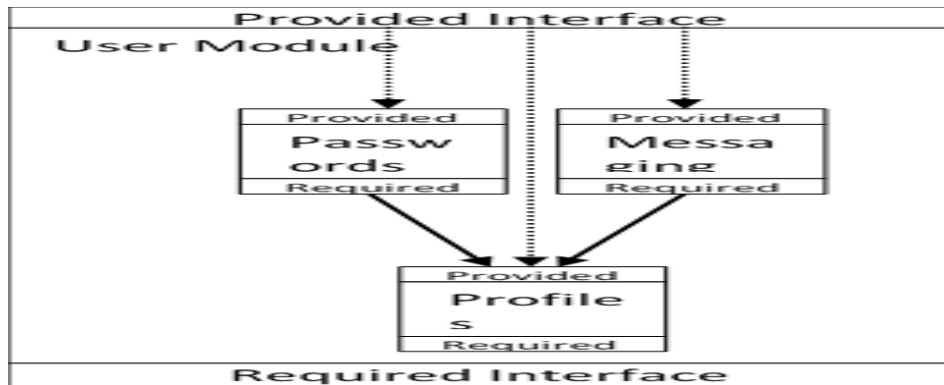 Provided Interface
User Module
Provided
Passw
ords
Required
Provided
Messa
ging
Required
Provided
Profile
s
Required
Required Interface